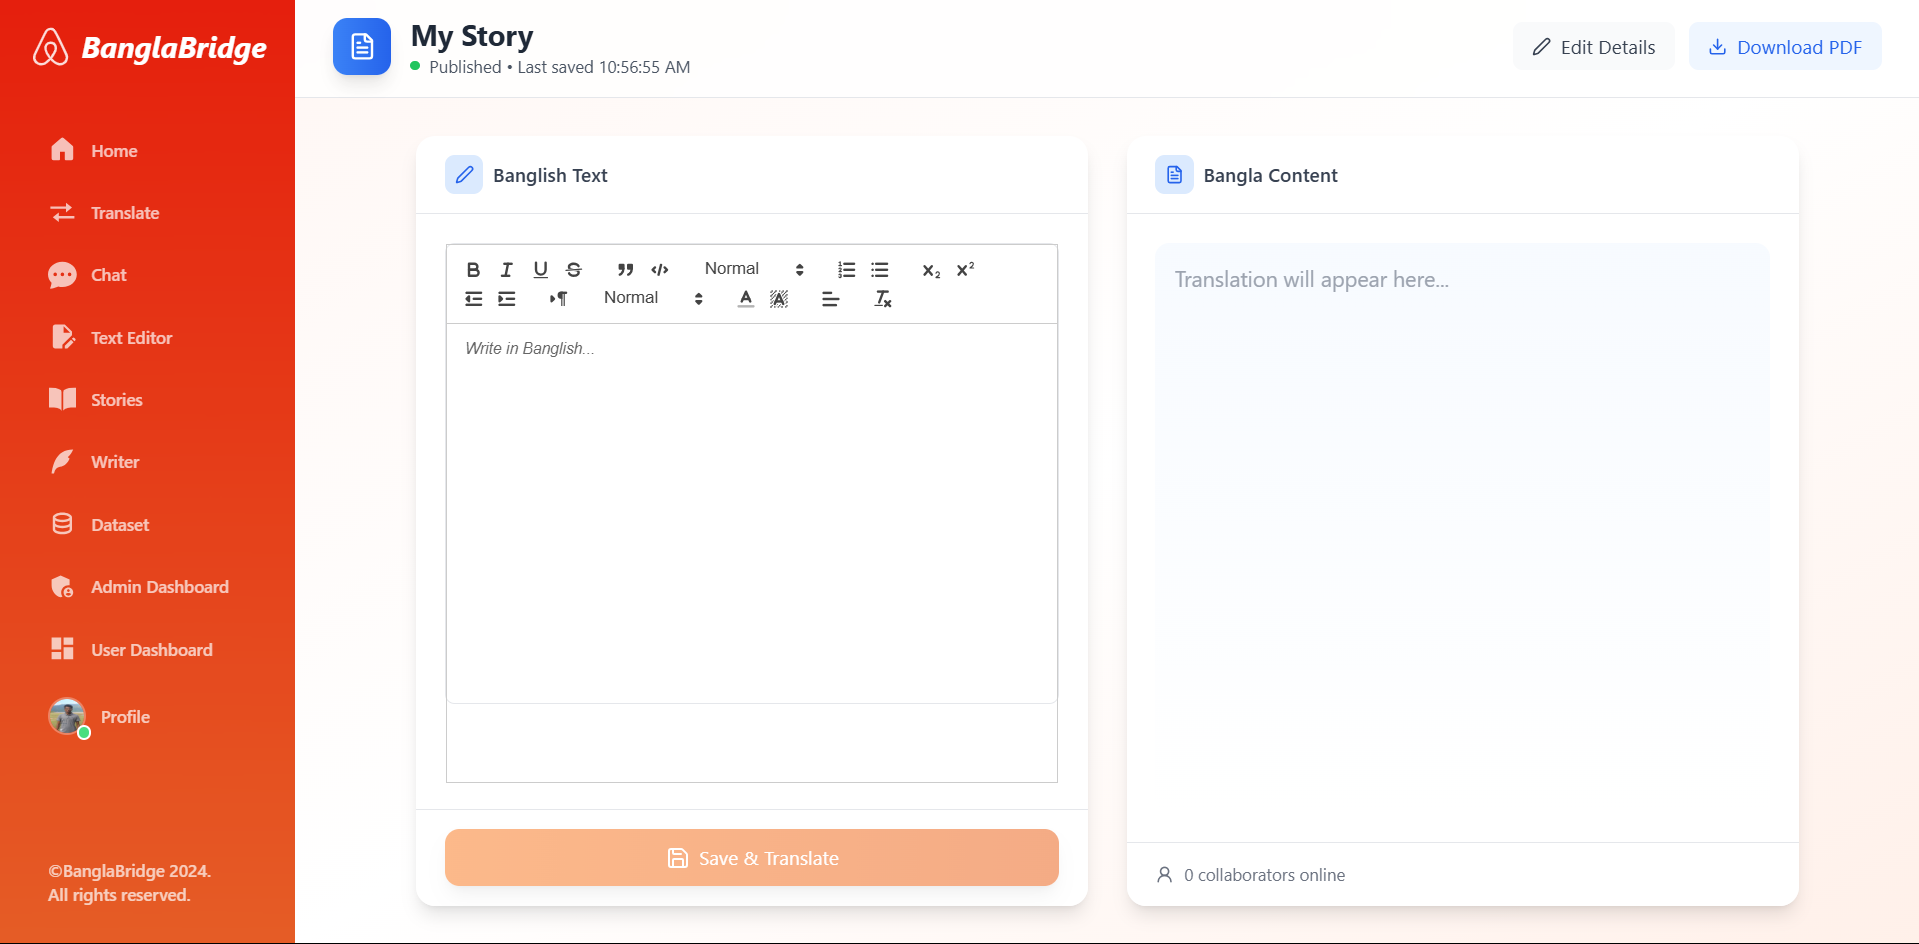 BanglaBridge
Home
Translate
Chat
Text Editor
Stories
Writer
Dataset
Admin Dashboard
User Dashboard
Profile
©BanglaBridge 2024.
All rights reserved.
My Story
Published • Last saved 10:56:55 AM
Edit Details
Download PDF
Banglish Text
Normal
Normal
Write in Banglish...
Save & Translate
Bangla Content
Translation will appear here...
0 collaborators online